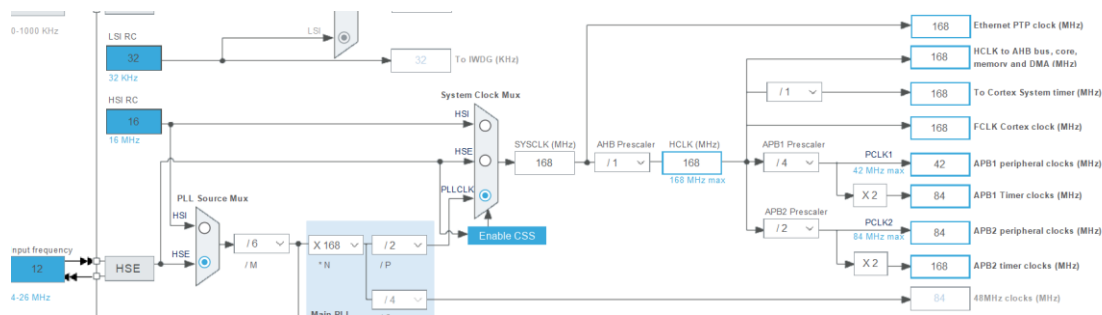 0-1000 KHz
LSI RC
32
32 KHz
LSI
32
To IWDG (KHz)
HSI RC
16
16 MHz
System Clock Mux
HSI
HSE
PLLCLK
Enable CSS
SYSCLK (MHz)
168
AHB Prescaler
/ 1
HCLK (MHz)
168
168 MHz max
168
Ethernet PTP clock (MHz)
168
HCLK to AHB bus, core,
memory and DMA (MHz)
/ 1
168
To Cortex System timer (MHz)
168
FCLK Cortex clock (MHz)
APB1 Prescaler
/ 4
PCLK1
42 MHz max
42
APB1 peripheral clocks (MHz)
X 2
84
APB1 Timer clocks (MHz)
APB2 Prescaler
/ 2
PCLK2
84 MHz max
84
APB2 peripheral clocks (MHz)
X 2
168
APB2 timer clocks (MHz)
84
48MHz clocks (MHz)
PLL Source Mux
HSI
HSE
nput frequency
12
4-26 MHz
HSE
/ 6
/ M
X 168
* N
/ 2
/ P
/ 4
Main PLL